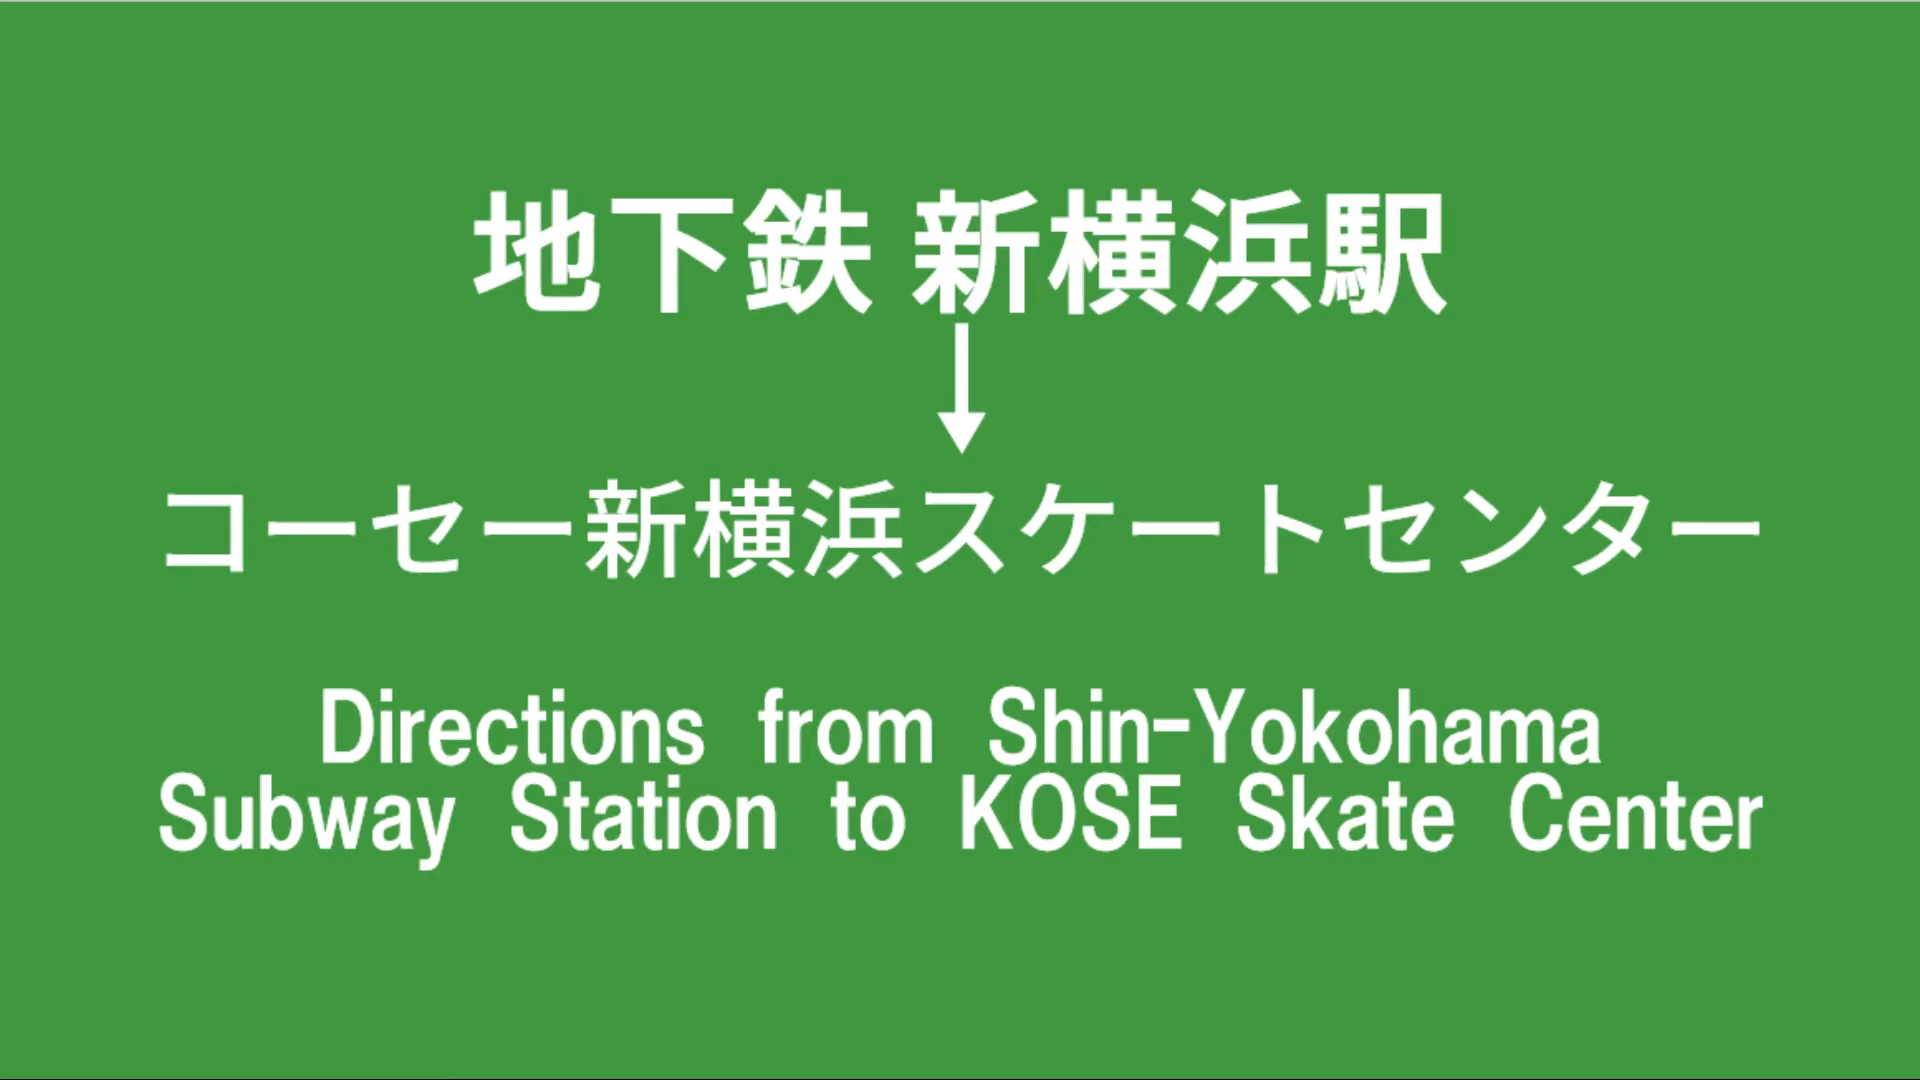 地下鉄 新横浜駅
↓
コーセー新横浜スケートセンター
Directions from Shin-Yokohama
Subway Station to KOSE Skate Center